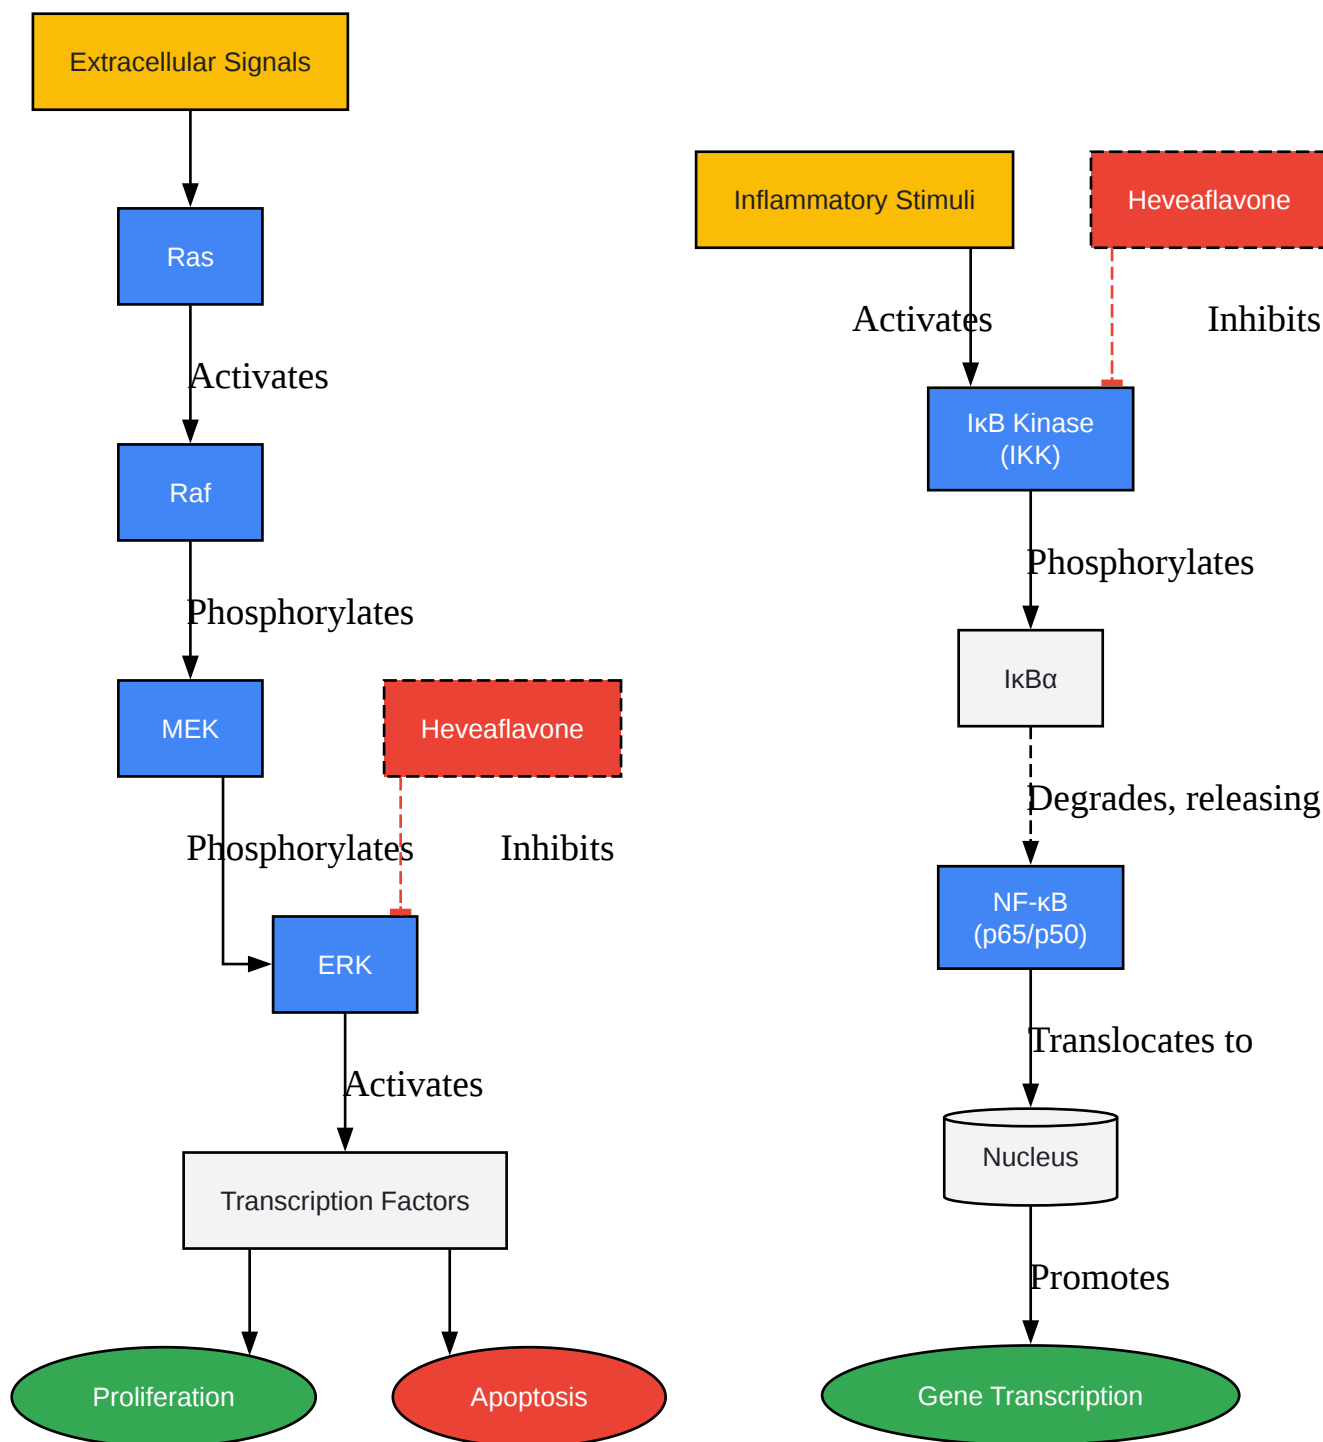 Extracellular Signals
Ras
Activates
Raf
Phosphorylates
MEK
Heveaflavone
Phosphorylates
Inhibits
ERK
Activates
Transcription Factors
Proliferation
Apoptosis
Inflammatory Stimuli
Heveaflavone
Activates
Inhibits
IκB Kinase
(IKK)
Phosphorylates
IκBα
Degrades, releasing
NF-κB
(p65/p50)
Translocates to
Nucleus
Promotes
Gene Transcription